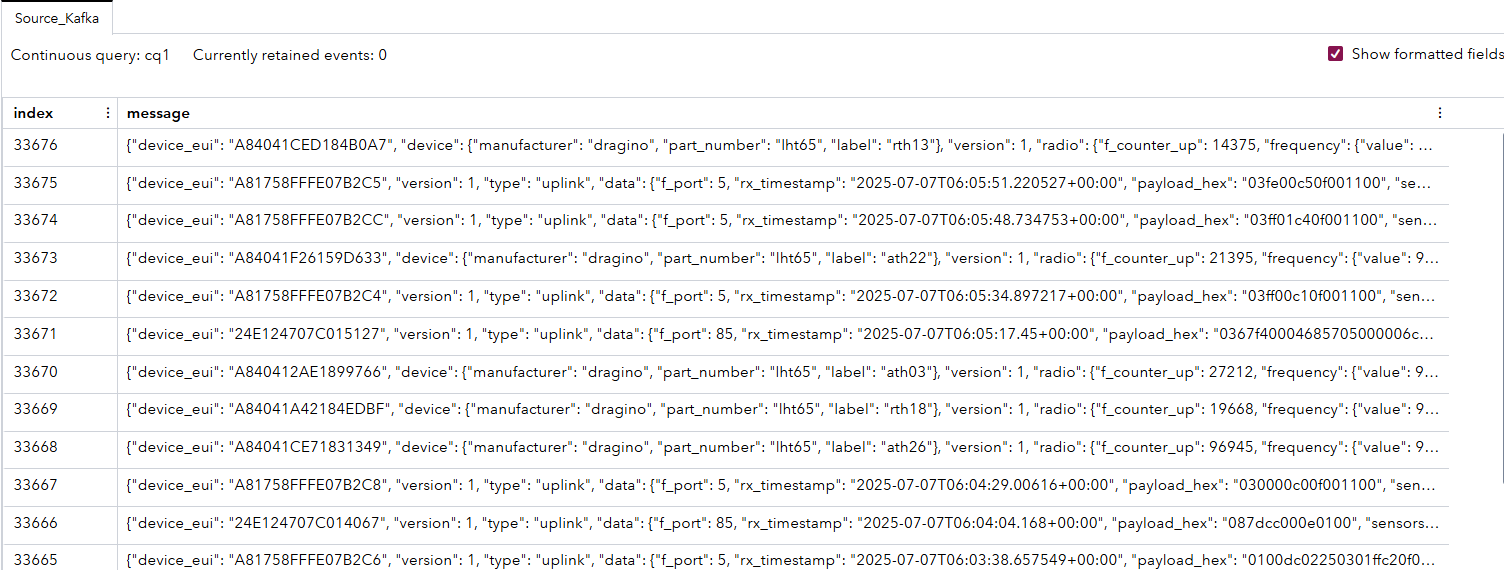 Source_Kafka
Continuous query: cq1 Currently retained events: 0 Show formatted fields
index message
33676 {"device_eui": "A84041CED184B0A7", "device": {"manufacturer": "dragino", "part_number": "lht65", "label": "rth13"}, "version": 1, "radio": {"f_counter_up": 14375, "frequency": {"value": ...
33675 {"device_eui": "A81758FFFE07B2C5", "version": 1, "type": "uplink", "data": {"f_port": 5, "rx_timestamp": "2025-07-07T06:05:51.220527+00:00", "payload_hex": "03fe00c50f001100", "se...
33674 {"device_eui": "A81758FFFE07B2CC", "version": 1, "type": "uplink", "data": {"f_port": 5, "rx_timestamp": "2025-07-07T06:05:48.734753+00:00", "payload_hex": "03ff01c40f001100", "sen...
33673 {"device_eui": "A84041F26159D633", "device": {"manufacturer": "dragino", "part_number": "lht65", "label": "ath22"}, "version": 1, "radio": {"f_counter_up": 21395, "frequency": {"value": 9...
33672 {"device_eui": "A81758FFFE07B2C4", "version": 1, "type": "uplink", "data": {"f_port": 5, "rx_timestamp": "2025-07-07T06:05:34.897217+00:00", "payload_hex": "03ff00c10f001100", "sen...
33671 {"device_eui": "24E124707C015127", "version": 1, "type": "uplink", "data": {"f_port": 85, "rx_timestamp": "2025-07-07T06:05:17.45+00:00", "payload_hex": "0367f40004685705000006c...
33670 {"device_eui": "A840412AE1899766", "device": {"manufacturer": "dragino", "part_number": "lht65", "label": "ath03"}, "version": 1, "radio": {"f_counter_up": 27212, "frequency": {"value": 9...
33669 {"device_eui": "A84041A42184EDBF", "device": {"manufacturer": "dragino", "part_number": "lht65", "label": "rth18"}, "version": 1, "radio": {"f_counter_up": 19668, "frequency": {"value": 9...
33668 {"device_eui": "A84041CE71831349", "device": {"manufacturer": "dragino", "part_number": "lht65", "label": "ath26"}, "version": 1, "radio": {"f_counter_up": 96945, "frequency": {"value": 9...
33667 {"device_eui": "A81758FFFE07B2C8", "version": 1, "type": "uplink", "data": {"f_port": 5, "rx_timestamp": "2025-07-07T06:04:29.00616+00:00", "payload_hex": "030000c00f001100", "sen...
33666 {"device_eui": "24E124707C014067", "version": 1, "type": "uplink", "data": {"f_port": 85, "rx_timestamp": "2025-07-07T06:04:04.168+00:00", "payload_hex": "087dcc000e0100", "sensors...
33665 {"device_eui": "A81758FFFE07B2C6", "version": 1, "type": "uplink", "data": {"f_port": 5, "rx_timestamp": "2025-07-07T06:03:38.657549+00:00", "payload_hex": "0100dc02250301ffc20f0...